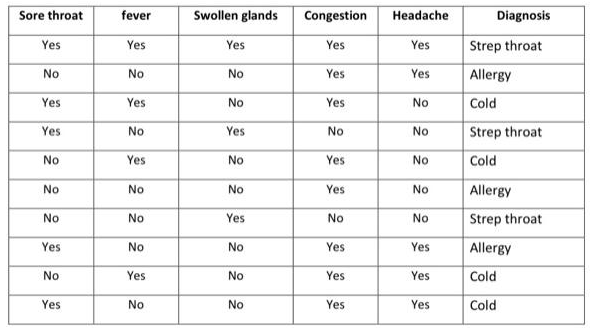 Sore throat fever Swollen glands Congestion Headache Diagnosis
Yes Yes Yes Yes Yes Strep throat
No No No Yes Yes Allergy
Yes Yes No Yes No Cold
Yes No Yes No No Strep throat
No Yes No Yes No Cold
No No No Yes No Allergy
No No Yes No No Strep throat
Yes No No Yes Yes Allergy
No Yes No Yes Yes Cold
Yes No No Yes Yes Cold